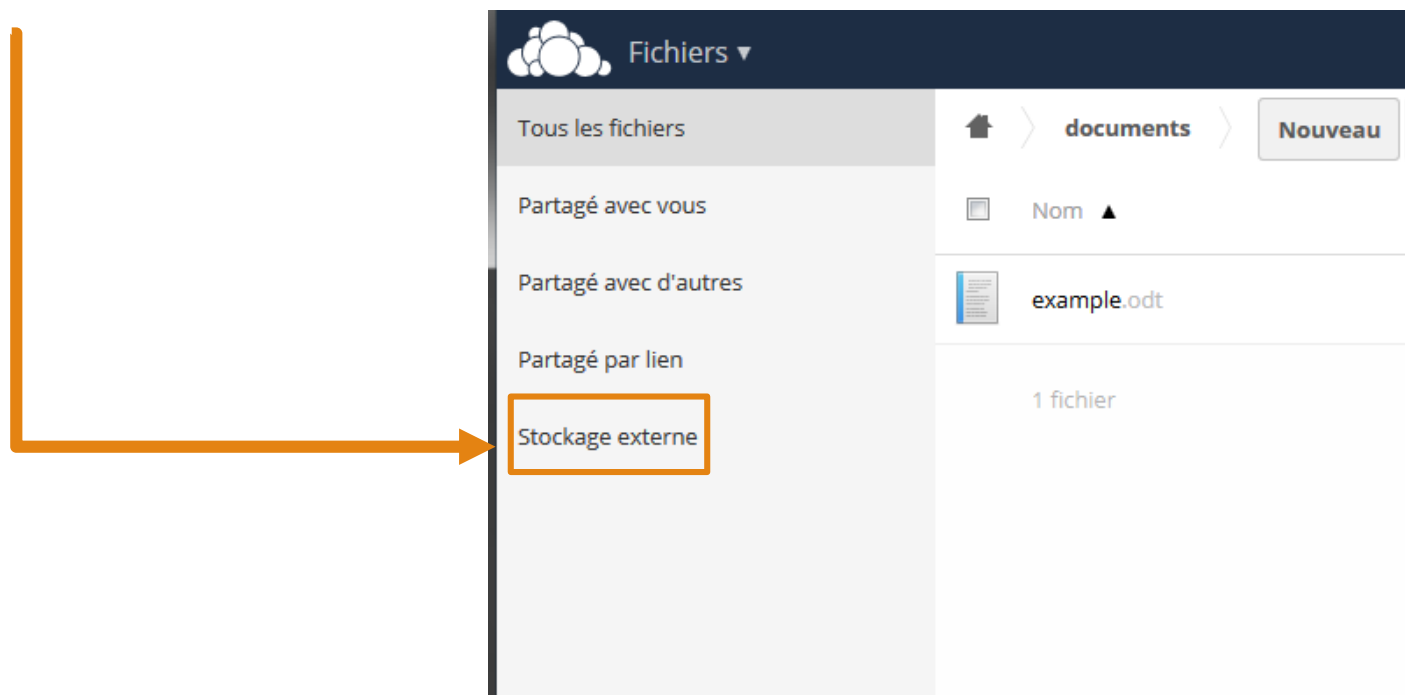 Fichiers ▾
Tous les fichiers
Partagé avec vous
Partagé avec d'autres
Partagé par lien
Stockage externe
documents
Nouveau
Nom ▲
example.odt
1 fichier